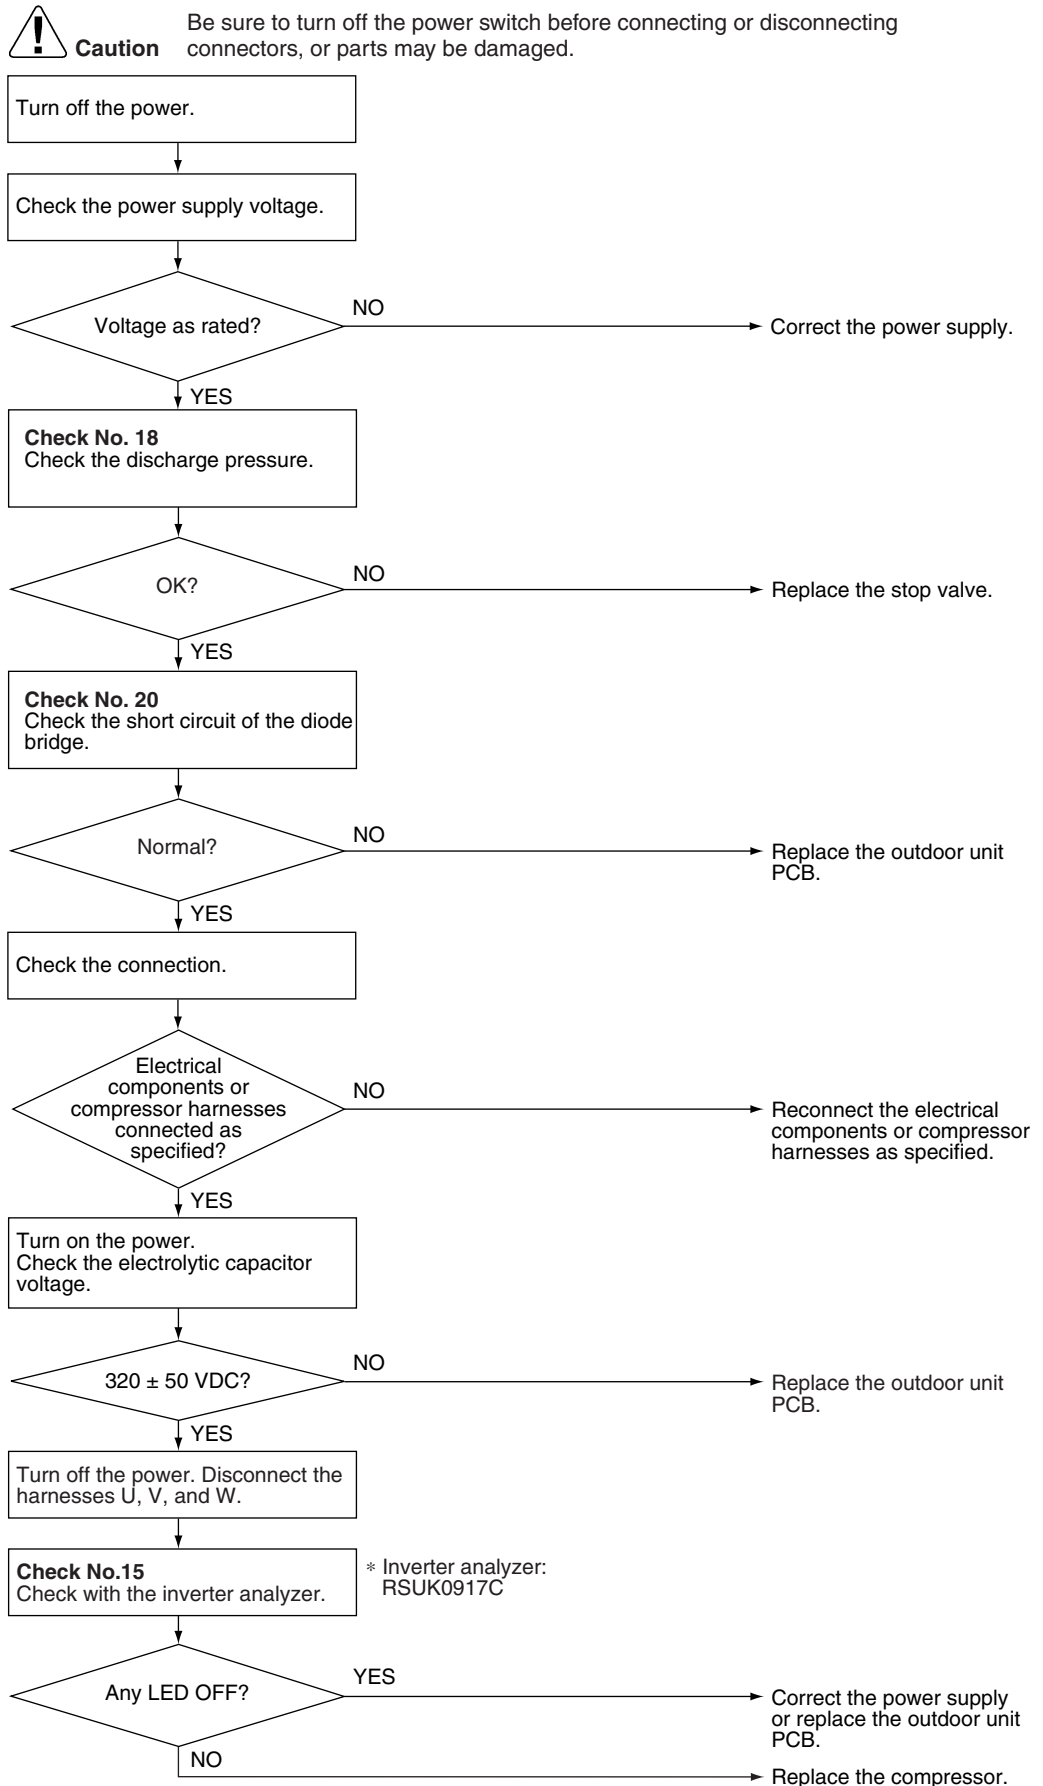 Be sure to turn off the power switch before connecting or disconnecting
Caution connectors, or parts may be damaged.
Turn off the power.
Check the power supply voltage.
Voltage as rated?
NO
Correct the power supply.
YES
Check No. 18
Check the discharge pressure.
OK?
NO
Replace the stop valve.
YES
Check No. 20
Check the short circuit of the diode
bridge.
Normal?
NO
Replace the outdoor unit
PCB.
YES
Check the connection.
Electrical
components or
compressor harnesses
connected as
specified?
NO
Reconnect the electrical
components or compressor
harnesses as specified.
YES
Turn on the power.
Check the electrolytic capacitor
voltage.
320 ± 50 VDC?
NO
Replace the outdoor unit
PCB.
YES
Turn off the power. Disconnect the
harnesses U, V, and W.
Check No.15
Check with the inverter analyzer.
* Inverter analyzer:
RSUK0917C
Any LED OFF?
YES
Correct the power supply
or replace the outdoor unit
PCB.
NO
Replace the compressor.